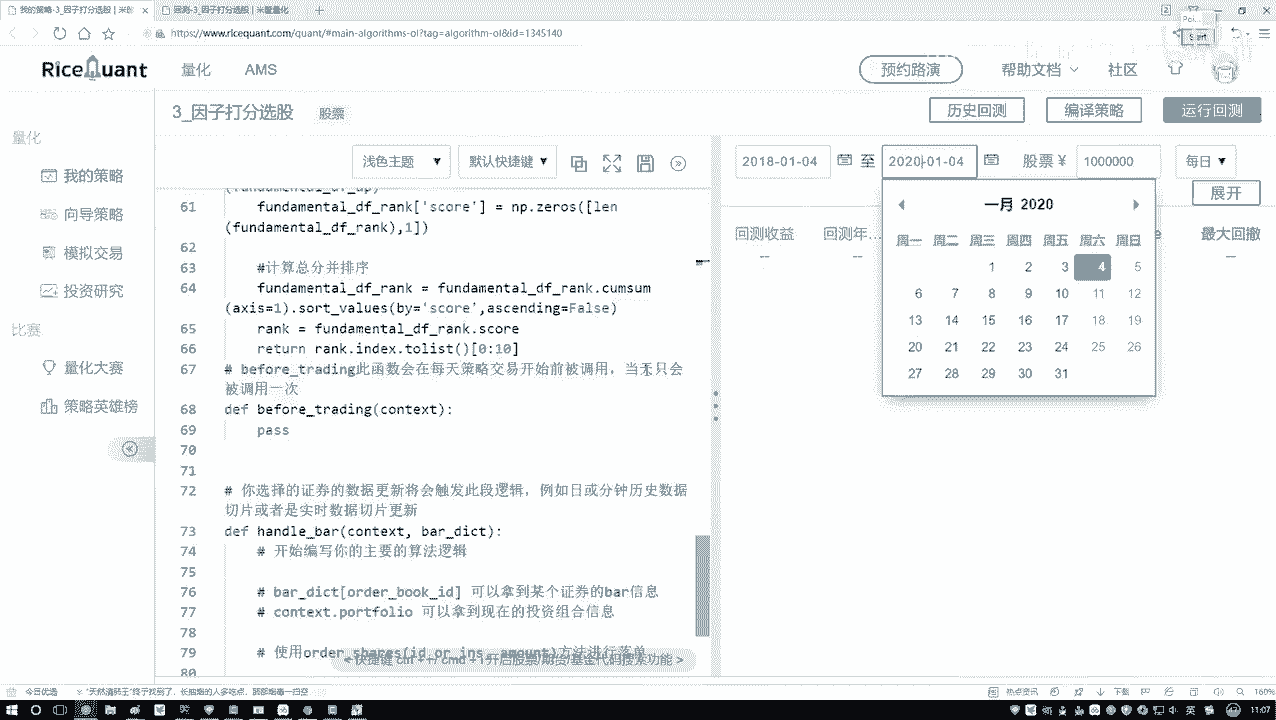 我的策略-3_因子打分选股 | 米
回测-3_因子打分选股 | 米筐量化
https://www.ricequant.com/quant/#main-algorithms-ol?tag=algorithm-ol&id=1345140
RiceQuant
量化
AMS
预约路演
帮助文档
社区
量化
我的策略
向导策略
模拟交易
投资研究
比赛
量化大赛
策略英雄榜
3_因子打分选股
股票
历史回测
编译策略
运行回测
浅色主题
默认快捷键
2018-01-04
至
2020-01-04
股票 ¥
1000000
每日
展开
回测收益
回测年...
最大回撤
--
--
--
一月 2020
周一 周二 周三 周四 周五 周六 周日
1 2 3 4 5
6 7 8 9 10 11 12
13 14 15 16 17 18 19
20 21 22 23 24 25 26
27 28 29 30 31
61 fundamental_df_rank['score'] = np.zeros([len
(fundamental_df_rank),1])
62
63 #计算总分并排序
64 fundamental_df_rank = fundamental_df_rank.cumsum
(axis=1).sort_values(by='score',ascending=False)
65 rank = fundamental_df_rank.score
66 return rank.index.tolist()[0:10]
67 # before_trading此函数会在每天策略交易开始前被调用，当天只会
被调用一次
68 def before_trading(context):
69 pass
70
71
72 # 你选择的证券的数据更新将会触发此段逻辑，例如日或分钟历史数据
切片或者是实时数据切片更新
73 def handle_bar(context, bar_dict):
74 # 开始编写你的主要的算法逻辑
75
76 # bar_dict[order_book_id] 可以拿到某个证券的bar信息
77 # context.portfolio 可以拿到现在的投资组合信息
78
79 # 使用order_shares(id_or_ins, amount)方法进行落单
80
今日优选
热点资讯
下载
160%
英
11:07